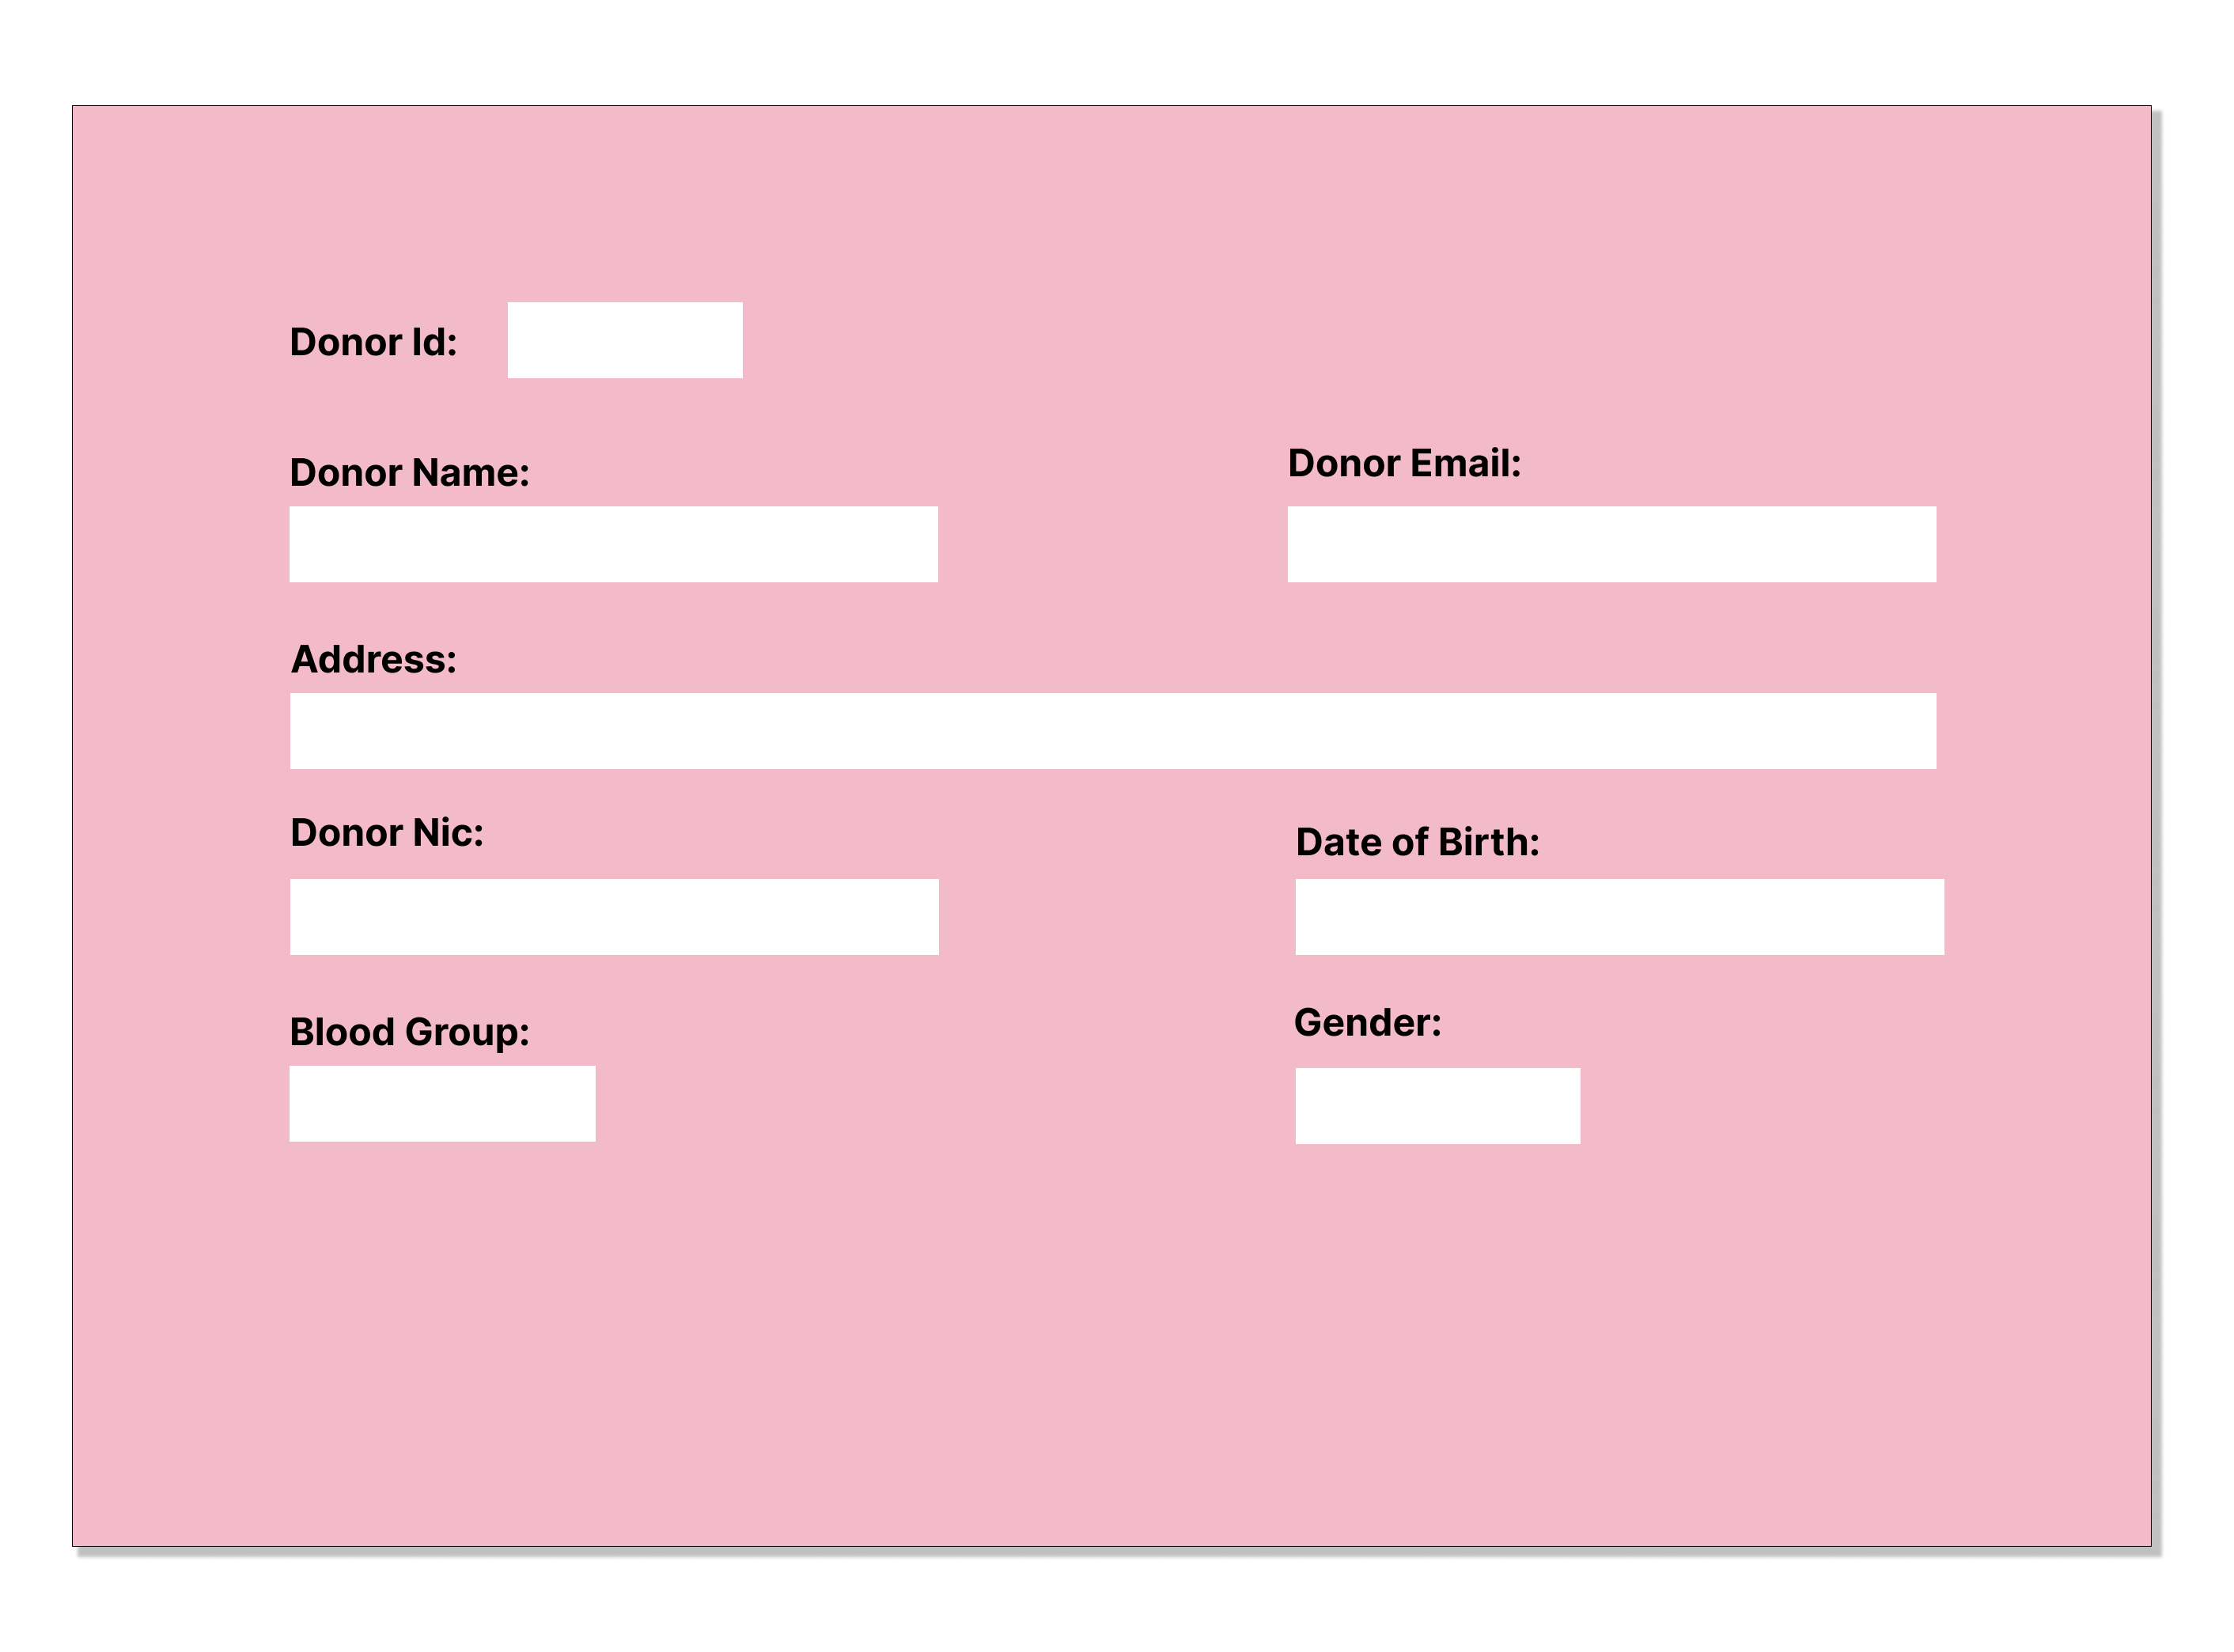 Donor Id:
Donor Name:
Donor Email:
Address:
Donor Nic:
Date of Birth:
Blood Group:
Gender: